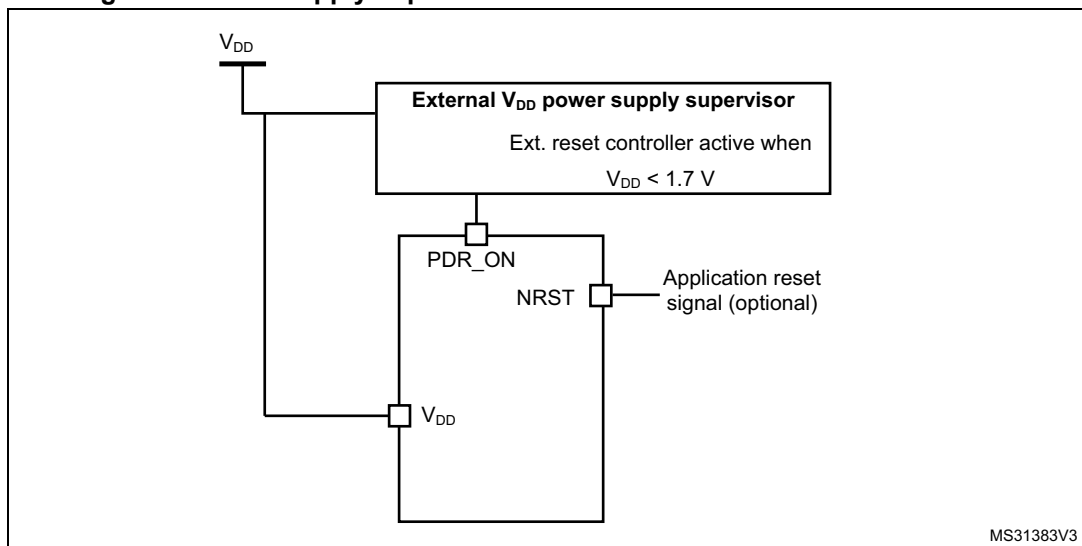 V_DD
External V_DD power supply supervisor
Ext. reset controller active when
V_DD < 1.7 V
PDR_ON
NRST
Application reset
signal (optional)
V_DD
MS31383V3